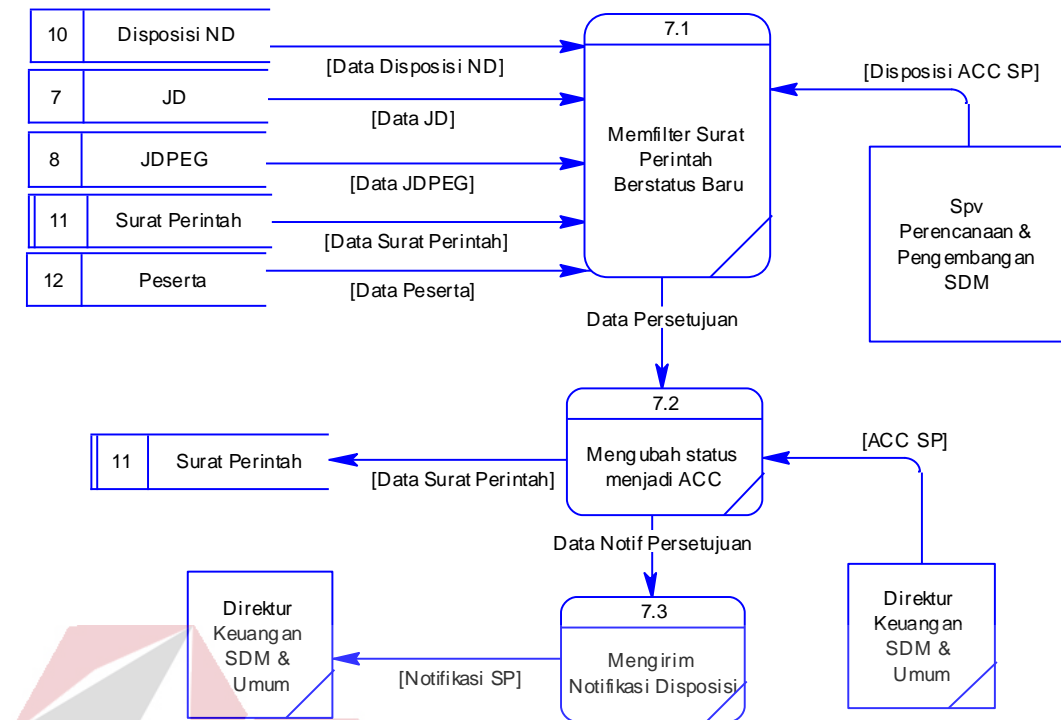 10 Disposisi ND
[Data Disposisi ND]
7 JD
[Data JD]
8 JDPEG
[Data JDPEG]
11 Surat Perintah
[Data Surat Perintah]
12 Peserta
[Data Peserta]
7.1
Memfilter Surat
Perintah
Berstatus Baru
[Disposisi ACC SP]
Spv
Perencanaan &
Pengembangan
SDM
Data Persetujuan
7.2
Mengubah status
menjadi ACC
[ACC SP]
11 Surat Perintah
[Data Surat Perintah]
Data Notif Persetujuan
Direktur
Keuangan
SDM &
Umum
[Notifikasi SP]
7.3
Mengirim
Notifikasi Disposisi
Direktur
Keuangan
SDM &
Umum